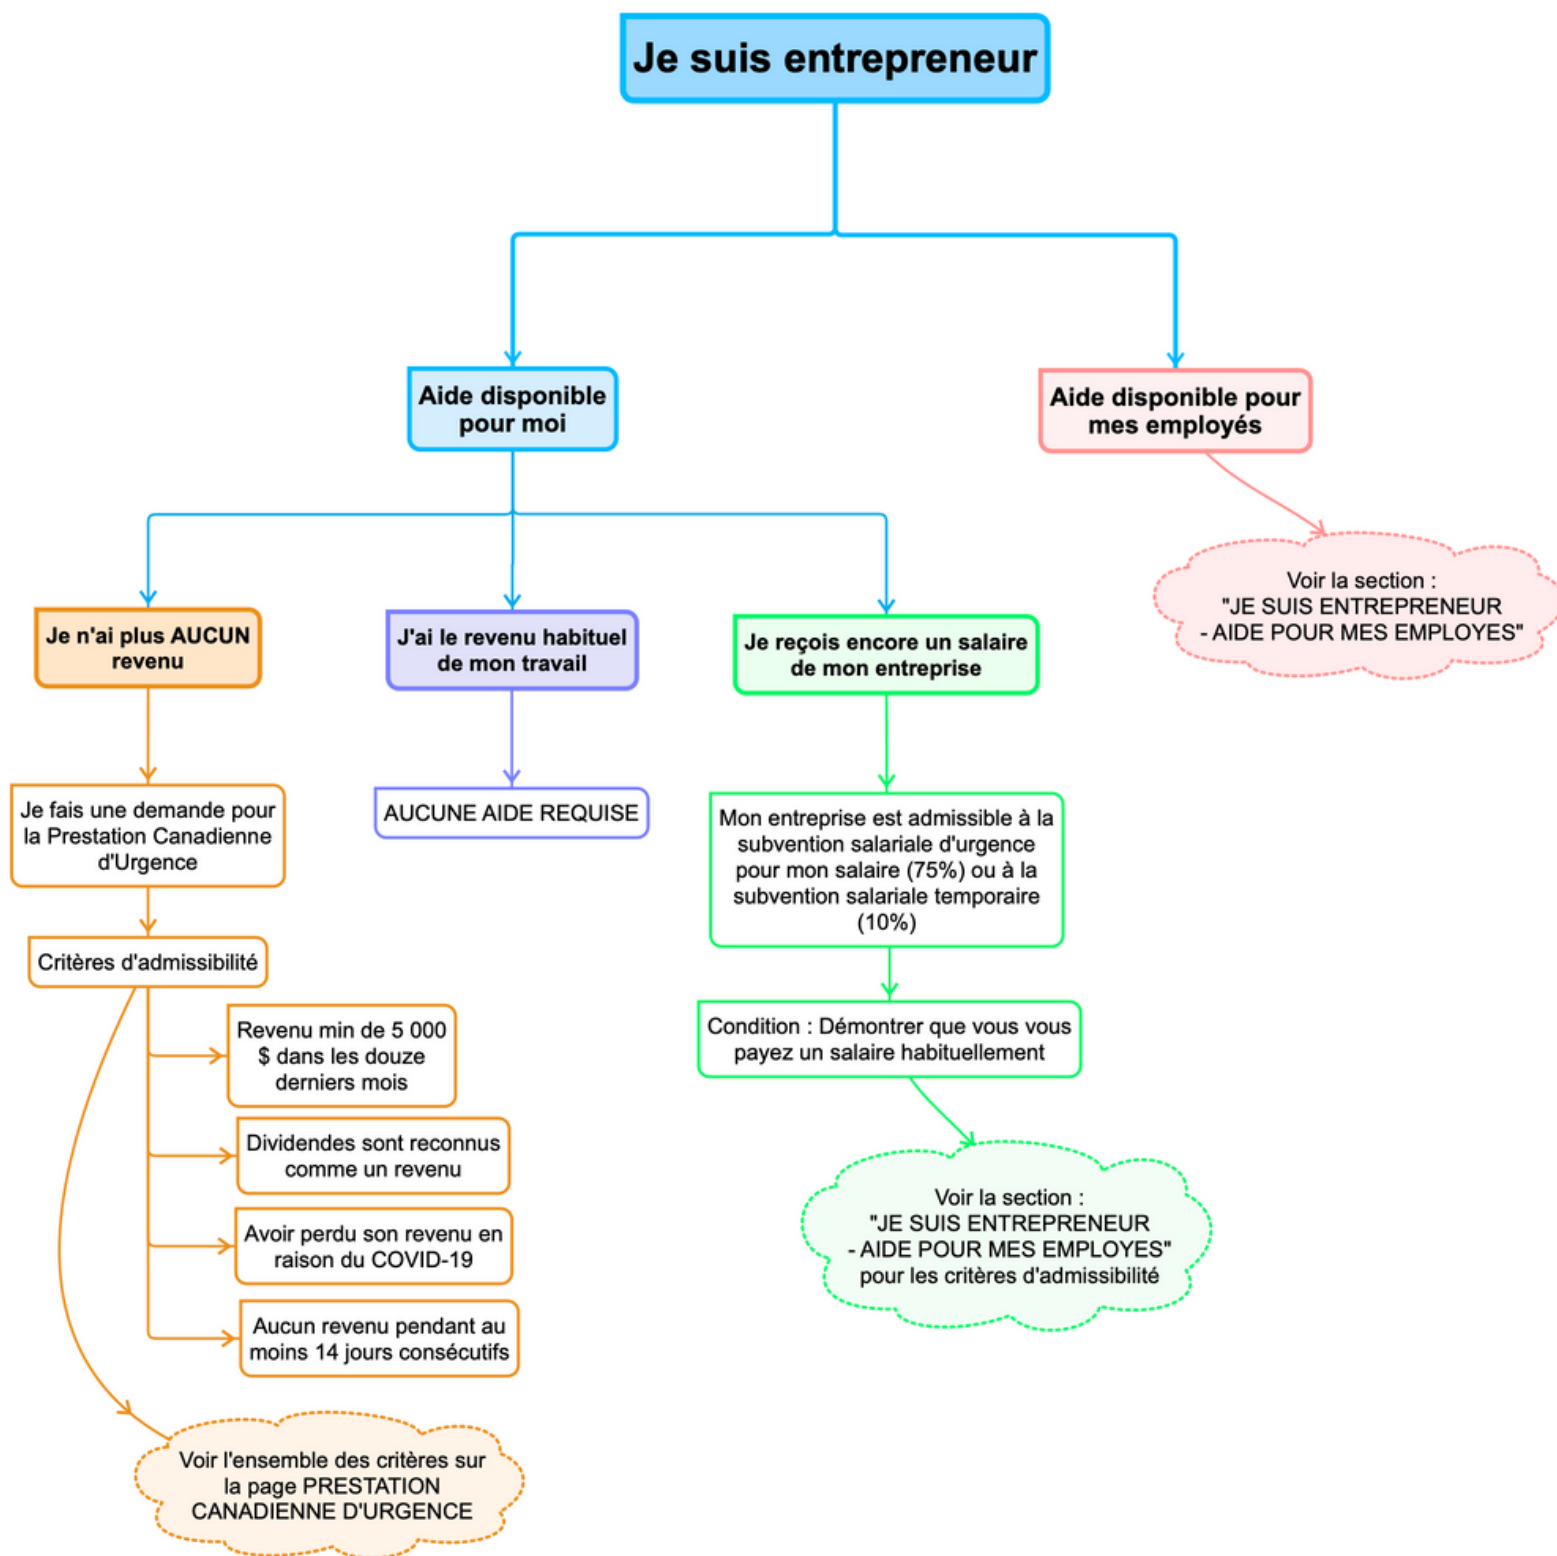 Je suis entrepreneur
Aide disponible
pour moi
Aide disponible pour
mes employés
Voir la section :
"JE SUIS ENTREPRENEUR
- AIDE POUR MES EMPLOYES"
Je n'ai plus AUCUN
revenu
J'ai le revenu habituel
de mon travail
Je reçois encore un salaire
de mon entreprise
Je fais une demande pour
la Prestation Canadienne
d'Urgence
AUCUNE AIDE REQUISE
Mon entreprise est admissible à la
subvention salariale d'urgence
pour mon salaire (75%) ou à la
subvention salariale temporaire
(10%)
Critères d'admissibilité
Revenu min de 5 000
$ dans les douze
derniers mois
Condition : Démontrer que vous vous
payez un salaire habituellement
Dividendes sont reconnus
comme un revenu
Avoir perdu son revenu en
raison du COVID-19
Aucun revenu pendant au
moins 14 jours consécutifs
Voir la section :
"JE SUIS ENTREPRENEUR
- AIDE POUR MES EMPLOYES"
pour les critères d'admissibilité
Voir l'ensemble des critères sur
la page PRESTATION
CANADIENNE D'URGENCE